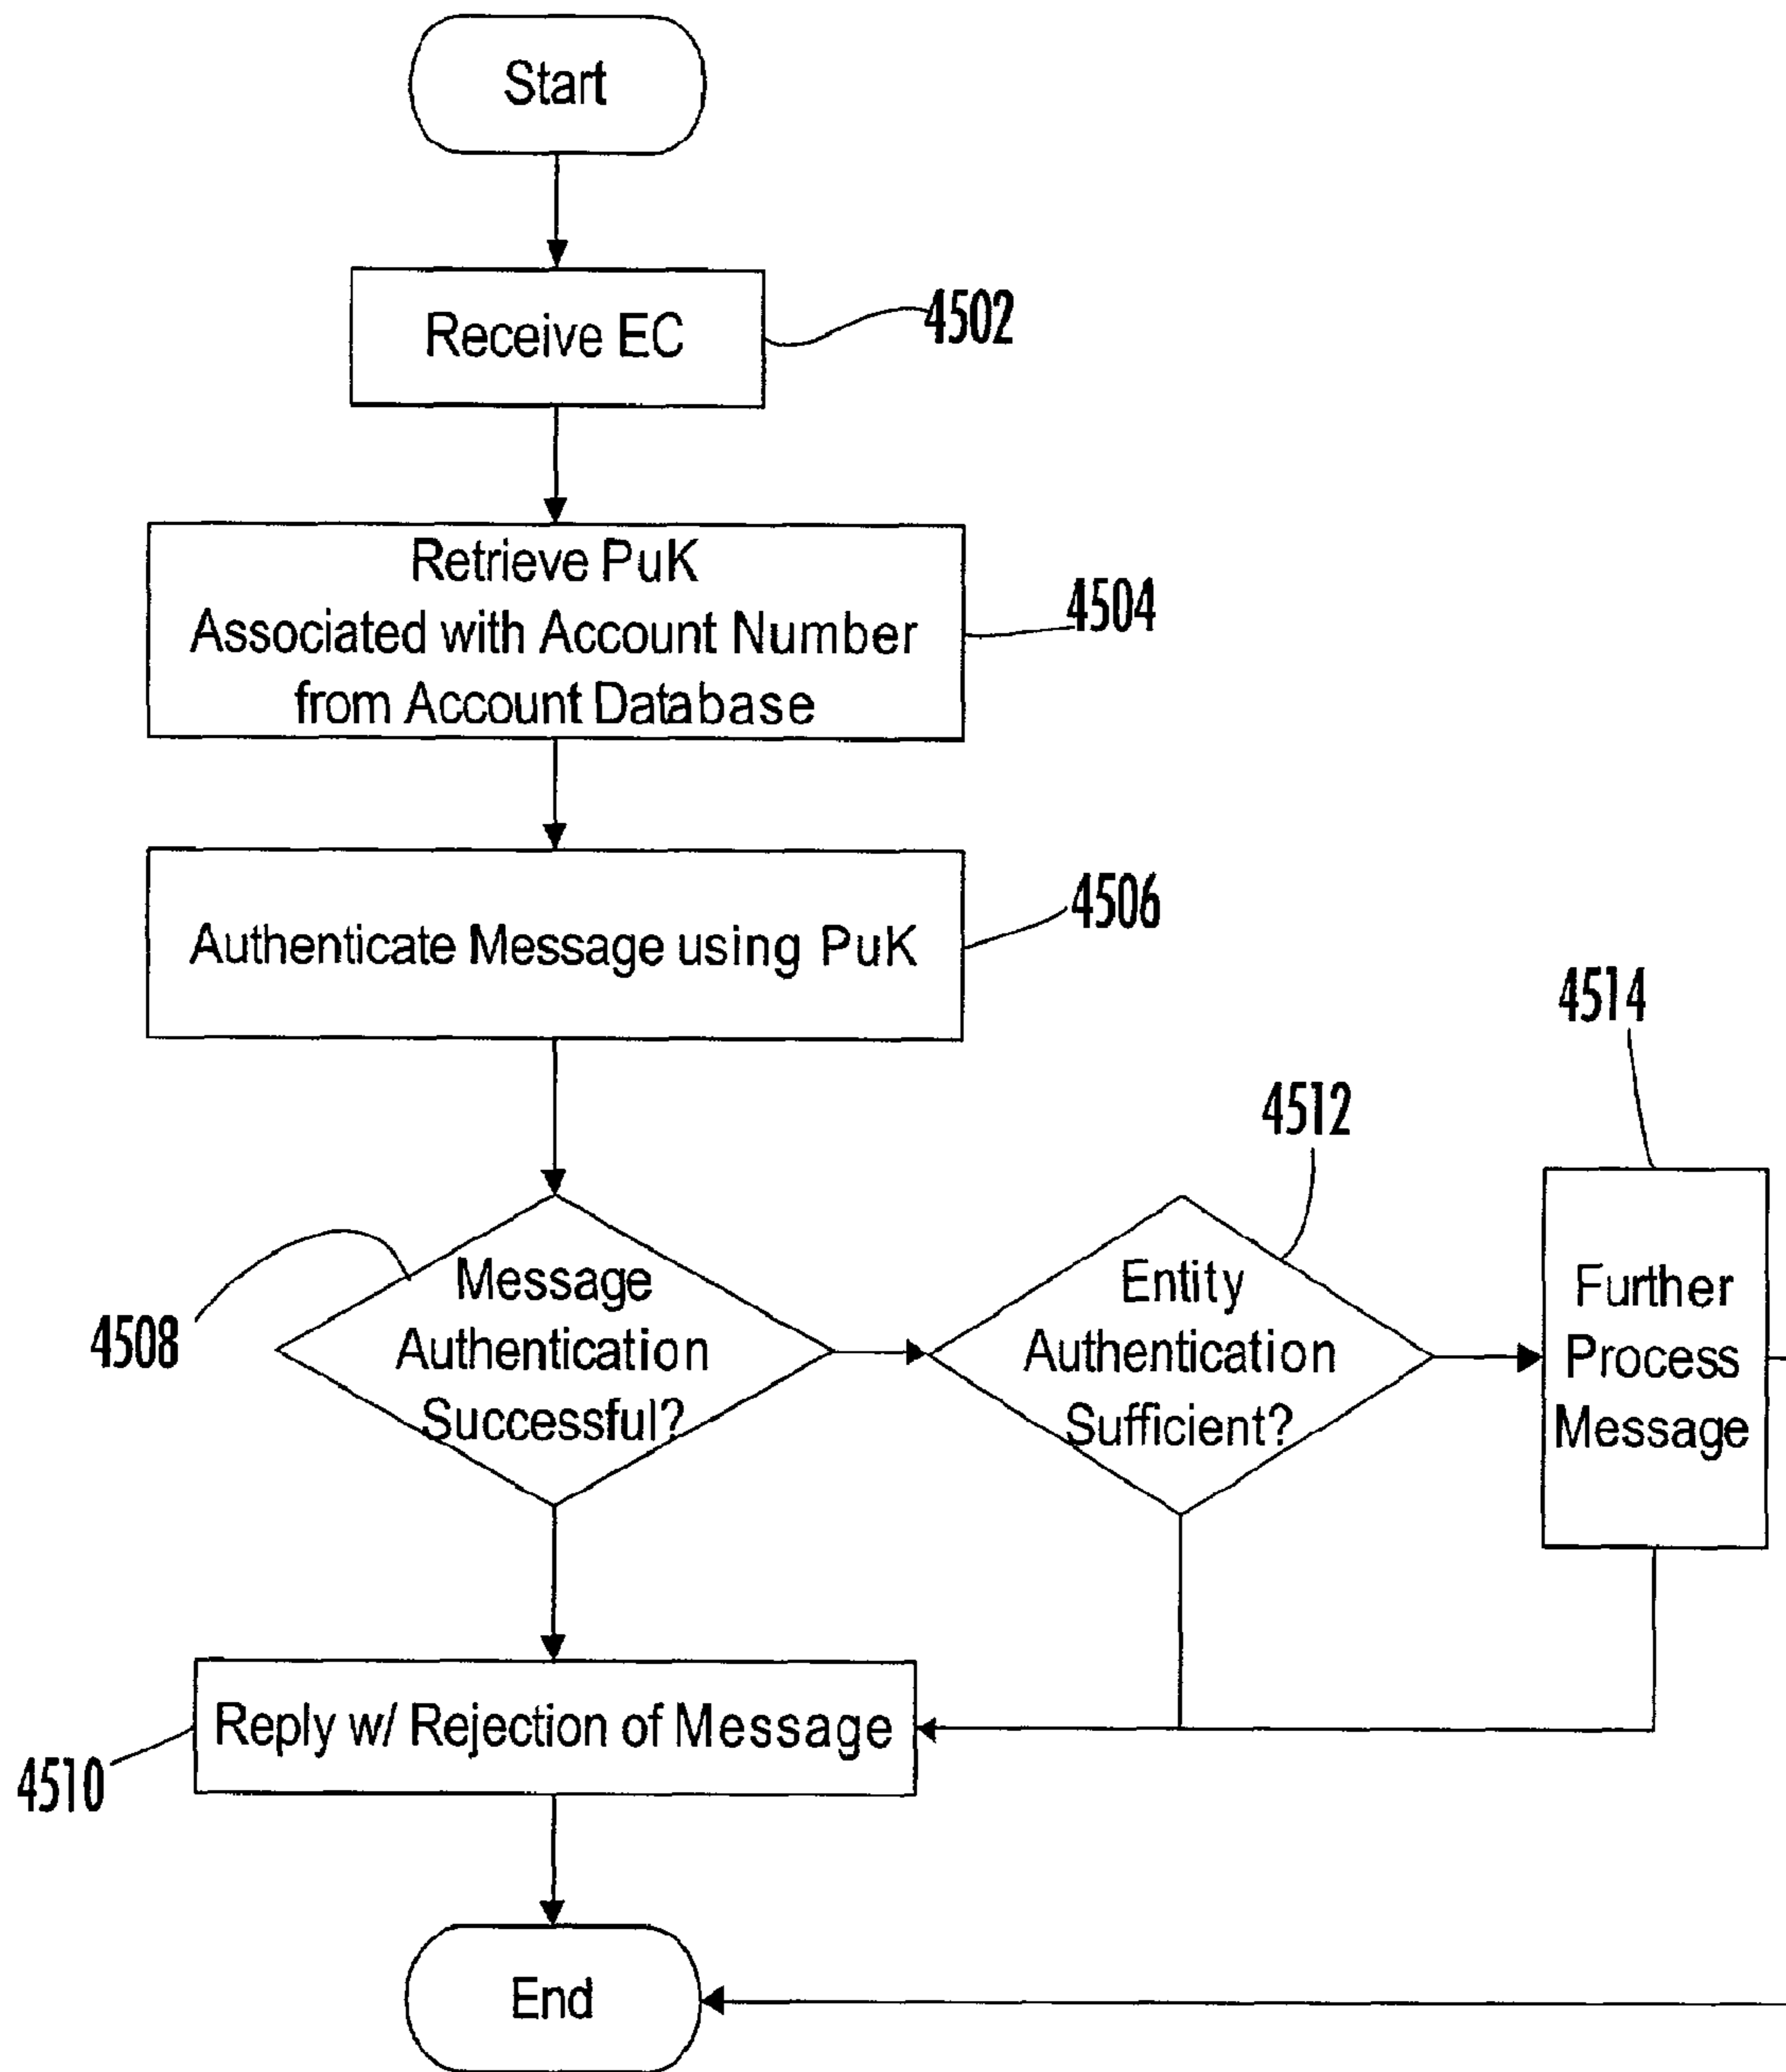 Start
Receive EC
4502
Retrieve PuK
Associated with Account Number
from Account Database
4504
Authenticate Message using PuK
4506
4514
4512
Message
Authentication
Successful?
4508
Entity
Authentication
Sufficient?
Further
Process
Message
Reply w/ Rejection of Message
4510
End